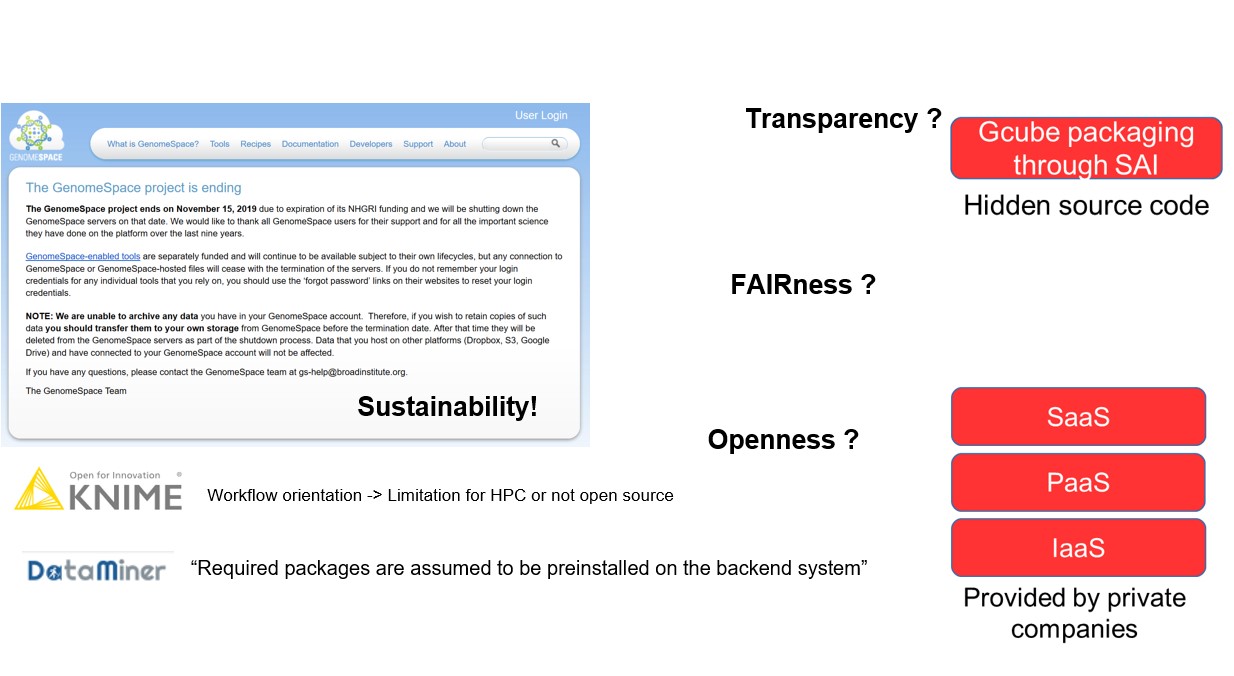 User Login
GENOMESPACE
What is GenomeSpace? Tools Recipes Documentation Developers Support About
The GenomeSpace project is ending
The GenomeSpace project ends on November 15, 2019 due to expiration of its NHGRI funding and we will be shutting down the
GenomeSpace servers on that date. We would like to thank all GenomeSpace users for their support and for all the important science
they have done on the platform over the last nine years.
GenomeSpace-enabled tools are separately funded and will continue to be available subject to their own lifecycles, but any connection to
GenomeSpace or GenomeSpace-hosted files will cease with the termination of the servers. If you do not remember your login
credentials for any individual tools that you rely on, you should use the 'forgot password' links on their websites to reset your login
credentials.
NOTE: We are unable to archive any data you have in your GenomeSpace account. Therefore, if you wish to retain copies of such
data you should transfer them to your own storage from GenomeSpace before the termination date. After that time they will be
deleted from the GenomeSpace servers as part of the shutdown process. Data that you host on other platforms (Dropbox, S3, Google
Drive) and have connected to your GenomeSpace account will not be affected.
If you have any questions, please contact the GenomeSpace team at gs-help@broadinstitute.org.
The GenomeSpace Team
Sustainability!
Open for Innovation ®
KNIME
Workflow orientation -> Limitation for HPC or not open source
DataMiner
“Required packages are assumed to be preinstalled on the backend system”
Transparency ?
Gcube packaging
through SAI
Hidden source code
FAIRness ?
Openness ?
SaaS
PaaS
IaaS
Provided by private
companies